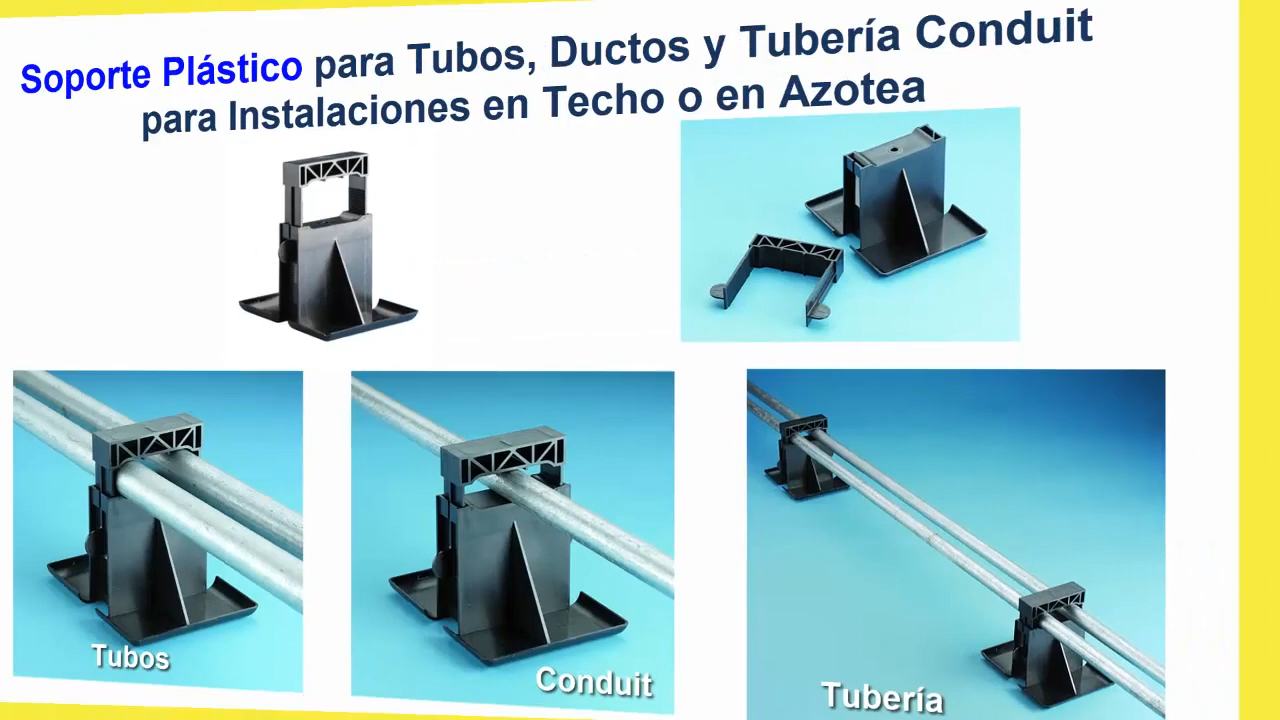 Soporte Plástico para Tubos, Ductos y Tubería Conduit
para Instalaciones en Techo o en Azotea
Tubos
Conduit
Tubería